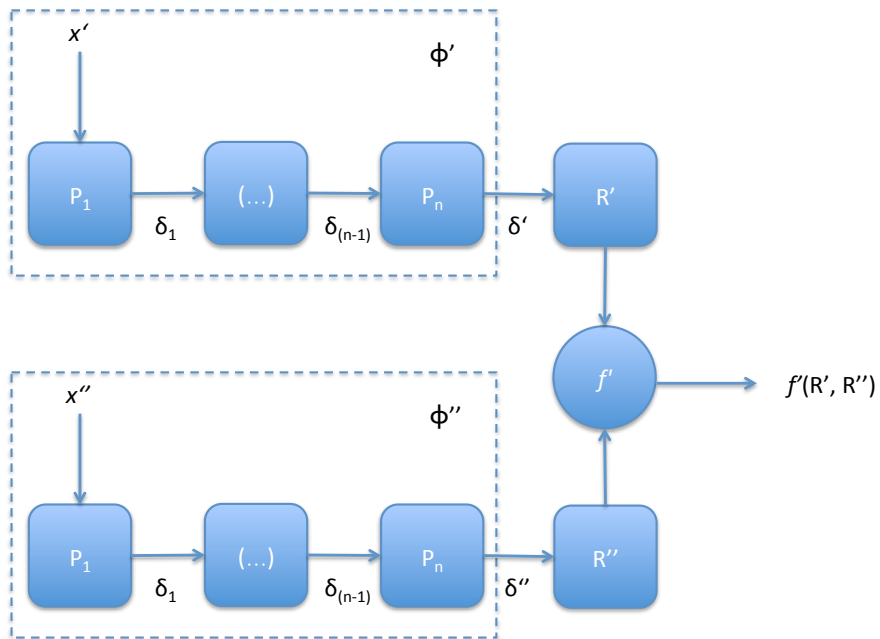 x‘
ф’
P₁
(…)
Pₙ
R’
δ₁
δ₍ₙ₋₁₎
δ‘
f’
f’(R’, R’’)
x‘‘
ф’’
P₁
(…)
Pₙ
R’’
δ₁
δ₍ₙ₋₁₎
δ‘‘